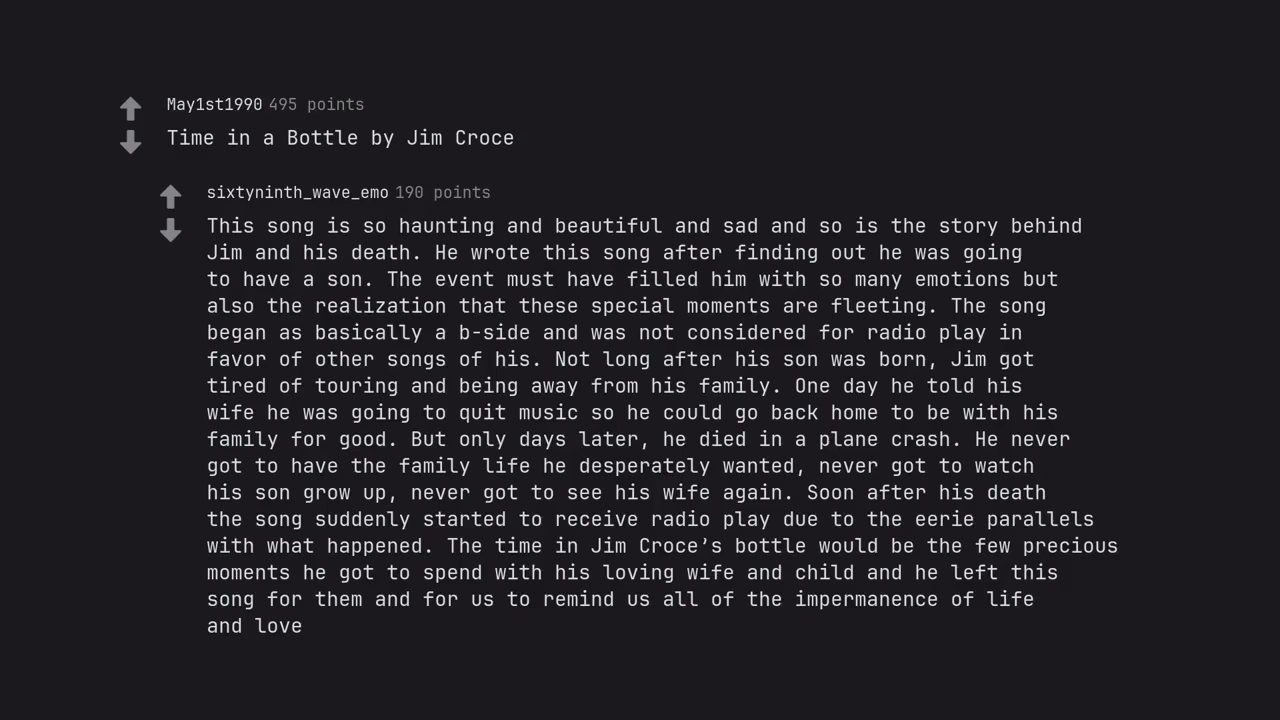 May1st1990 495 points
Time in a Bottle by Jim Croce
sixtyninth_wave_emo 190 points
This song is so haunting and beautiful and sad and so is the story behind
Jim and his death. He wrote this song after finding out he was going
to have a son. The event must have filled him with so many emotions but
also the realization that these special moments are fleeting. The song
began as basically a b-side and was not considered for radio play in
favor of other songs of his. Not long after his son was born, Jim got
tired of touring and being away from his family. One day he told his
wife he was going to quit music so he could go back home to be with his
family for good. But only days later, he died in a plane crash. He never
got to have the family life he desperately wanted, never got to watch
his son grow up, never got to see his wife again. Soon after his death
the song suddenly started to receive radio play due to the eerie parallels
with what happened. The time in Jim Croce’s bottle would be the few precious
moments he got to spend with his loving wife and child and he left this
song for them and for us to remind us all of the impermanence of life
and love